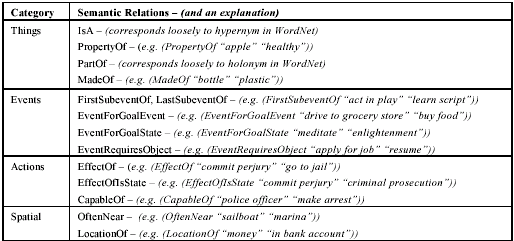 Category Semantic Relations – (and an explanation)
Things IsA – (corresponds loosely to hypernym in WordNet)
PropertyOf – (e.g. (PropertyOf “apple” “healthy”))
PartOf – (corresponds loosely to holonym in WordNet)
MadeOf – (e.g. (MadeOf “bottle” “plastic”))
Events FirstSubeventOf, LastSubeventOf – (e.g. (FirstSubeventOf “act in play” “learn script”))
EventForGoalEvent – (e.g. (EventForGoalEvent “drive to grocery store” “buy food”))
EventForGoalState – (e.g. (EventForGoalState “meditate” “enlightenment”))
EventRequiresObject – (e.g. (EventRequiresObject “apply for job” “resume”))
Actions EffectOf – (e.g. (EffectOf “commit perjury” “go to jail”))
EffectOfIsState – (e.g. (EffectOfIsState “commit perjury” “criminal prosecution”))
CapableOf – (e.g. (CapableOf “police officer” “make arrest”))
Spatial OftenNear – (e.g. (OftenNear “sailboat” “marina”))
LocationOf – (e.g. (LocationOf “money” “in bank account”))